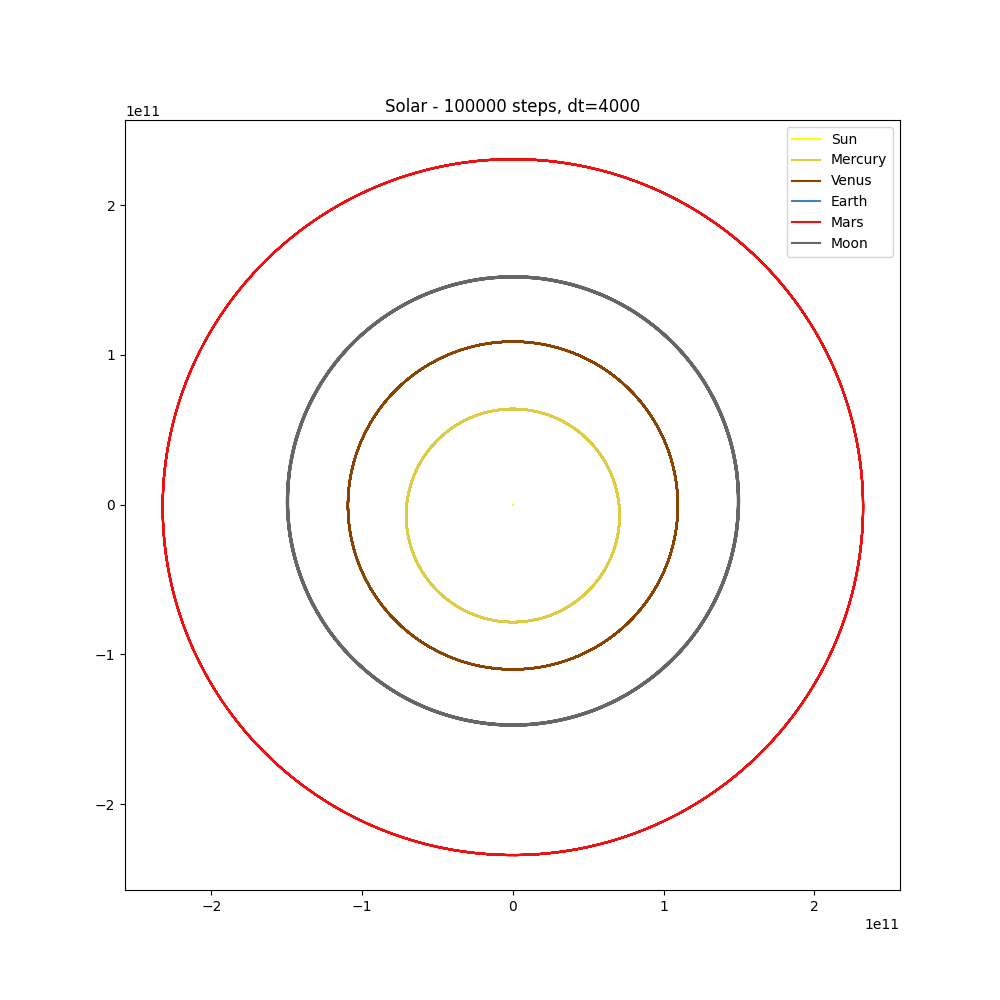 Solar - 100000 steps, dt=4000
1e11
Sun
Mercury
Venus
Earth
Mars
Moon
2
1
0
−1
−2
−2 −1 0 1 2
1e11